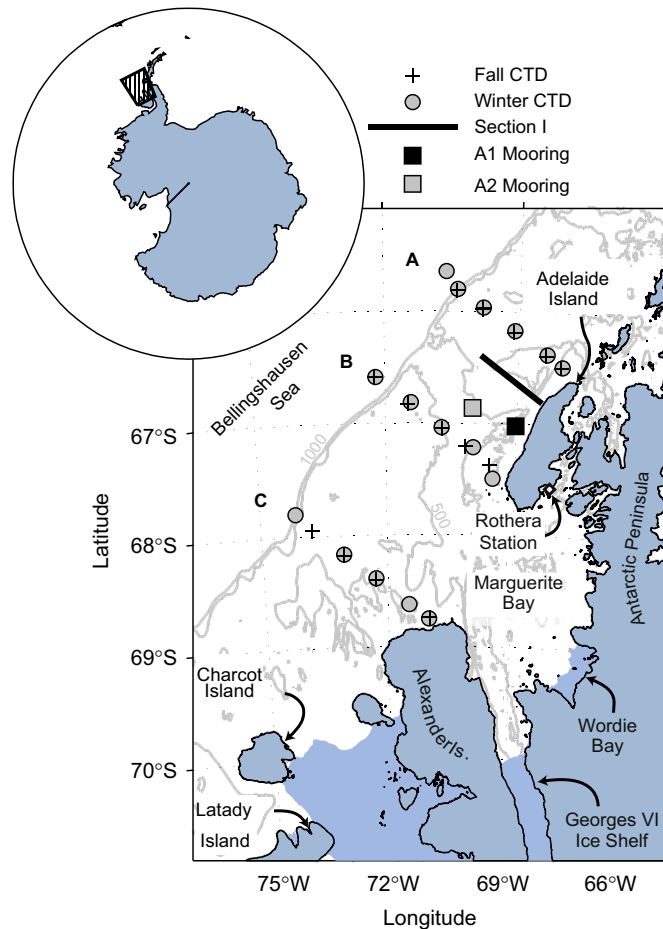 Fall CTD
Winter CTD
Section I
A1 Mooring
A2 Mooring
A
Adelaide
Island
B
Bellingshausen
Sea
1000
67°S
C
500
Rothera
Station
Antarctic Peninsula
Latitude
68°S
Marguerite
Bay
69°S
Charcot
Island
AlexanderIs.
Wordie
Bay
70°S
Latady
Island
Georges VI
Ice Shelf
75°W
72°W
69°W
66°W
Longitude